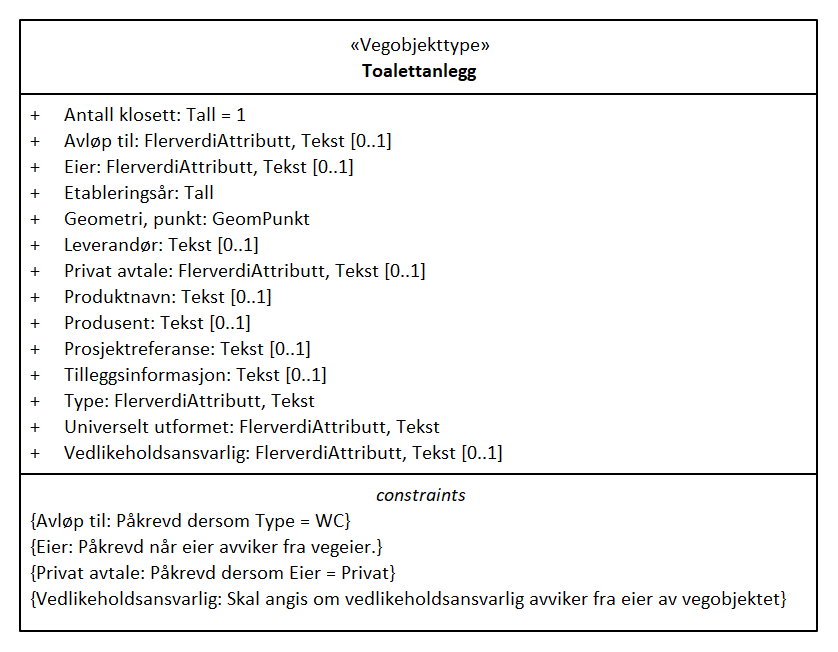 «Vegobjekttype»
Toalettanlegg
+ Antall klosett: Tall = 1
+ Avløp til: FlerverdiAttributt, Tekst [0..1]
+ Eier: FlerverdiAttributt, Tekst [0..1]
+ Etableringsår: Tall
+ Geometri, punkt: GeomPunkt
+ Leverandør: Tekst [0..1]
+ Privat avtale: FlerverdiAttributt, Tekst [0..1]
+ Produktnavn: Tekst [0..1]
+ Produsent: Tekst [0..1]
+ Prosjektreferanse: Tekst [0..1]
+ Tilleggsinformasjon: Tekst [0..1]
+ Type: FlerverdiAttributt, Tekst
+ Universelt utformet: FlerverdiAttributt, Tekst
+ Vedlikeholdsansvarlig: FlerverdiAttributt, Tekst [0..1]
constraints
{Avløp til: Påkrevd dersom Type = WC}
{Eier: Påkrevd når eier avviker fra vegeier.}
{Privat avtale: Påkrevd dersom Eier = Privat}
{Vedlikeholdsansvarlig: Skal angis om vedlikeholdsansvarlig avviker fra eier av vegobjektet}